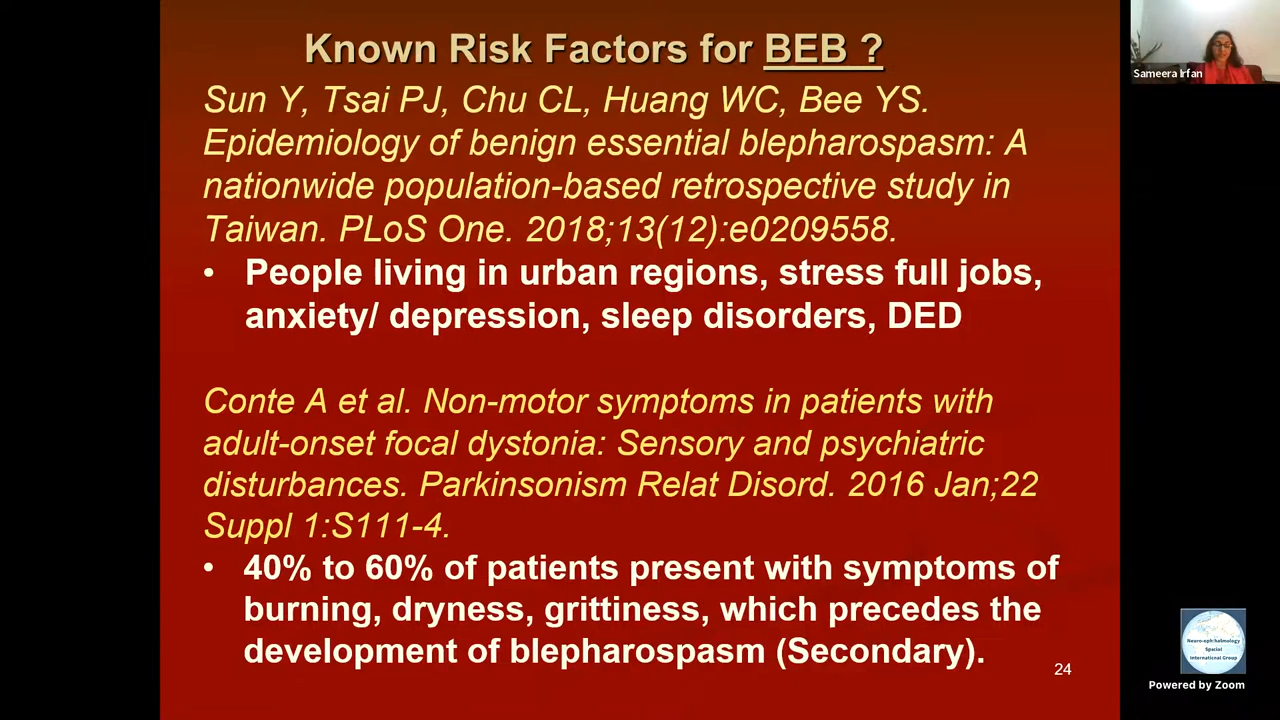 Known Risk Factors for BEB ?
Sun Y, Tsai PJ, Chu CL, Huang WC, Bee YS.
Epidemiology of benign essential blepharospasm: A
nationwide population-based retrospective study in
Taiwan. PLoS One. 2018;13(12):e0209558.
• People living in urban regions, stress full jobs,
anxiety/ depression, sleep disorders, DED
Conte A et al. Non-motor symptoms in patients with
adult-onset focal dystonia: Sensory and psychiatric
disturbances. Parkinsonism Relat Disord. 2016 Jan;22
Suppl 1:S111-4.
• 40% to 60% of patients present with symptoms of
burning, dryness, grittiness, which precedes the
development of blepharospasm (Secondary).
24
Sameera Irfan
International Group
Powered by Zoom